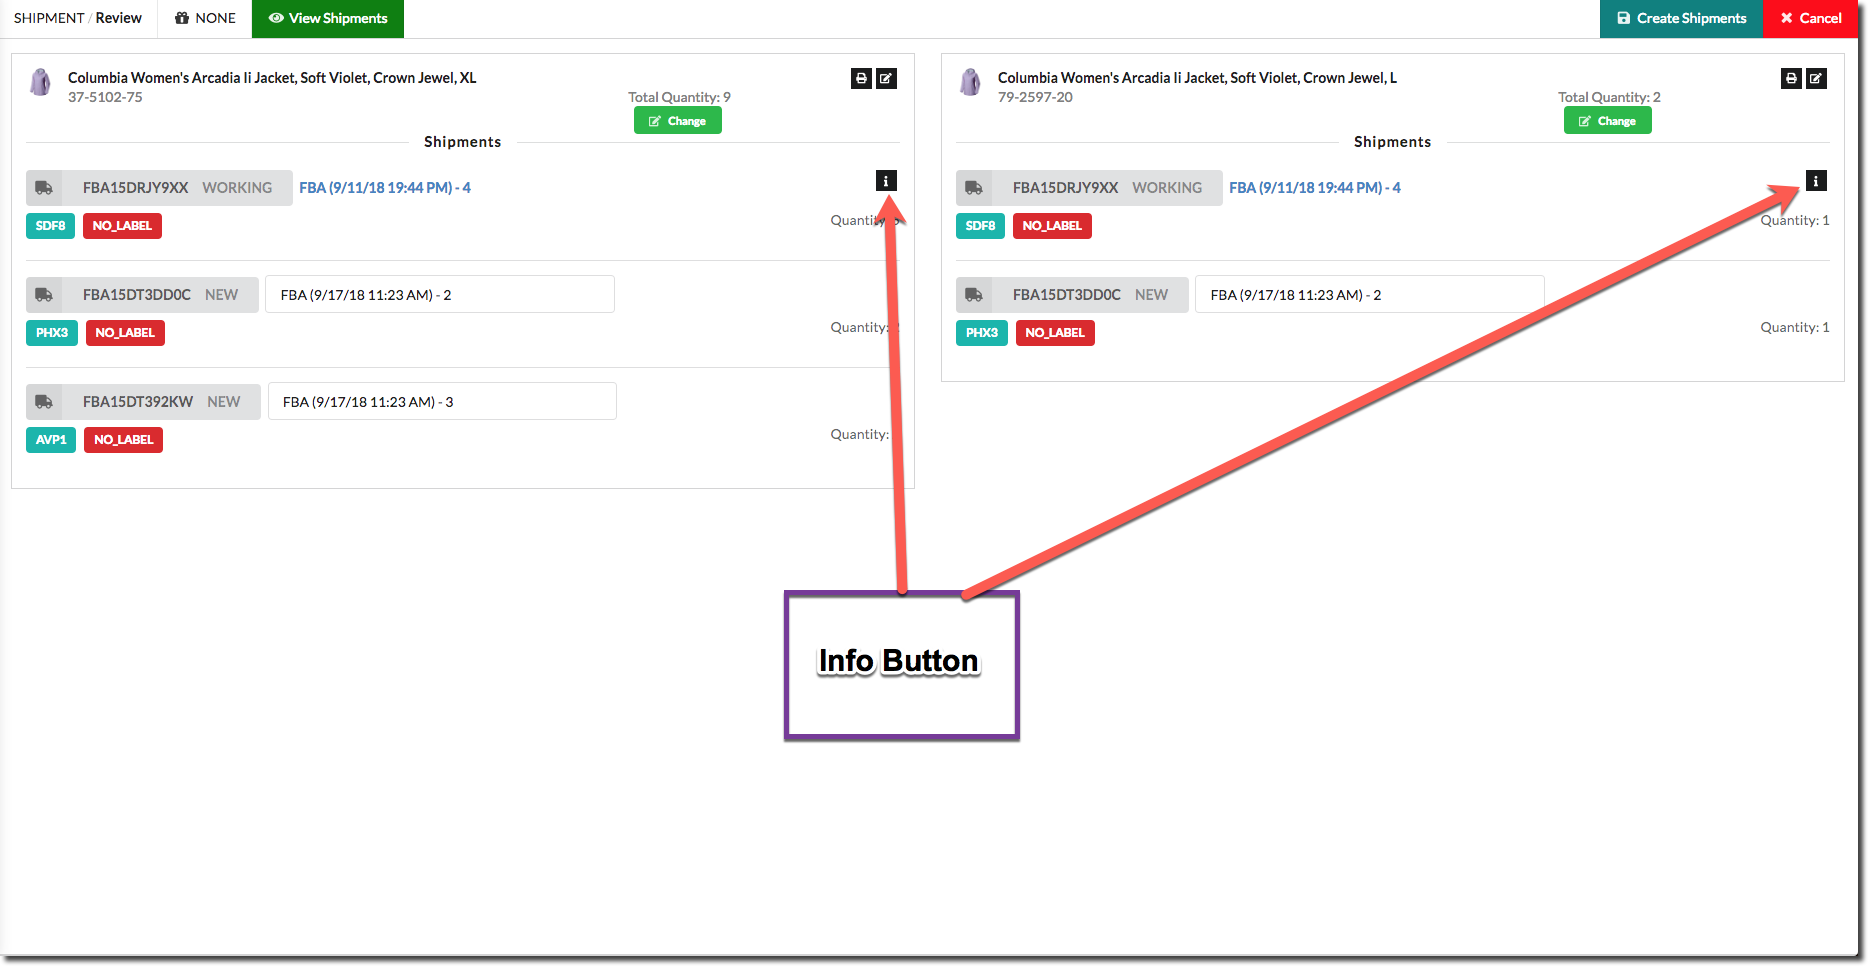 SHIPMENT / Review NONE View Shipments Create Shipments Cancel
Columbia Women's Arcadia Ii Jacket, Soft Violet, Crown Jewel, XL
37-5102-75
Total Quantity: 9
Change
Shipments
FBA15DRJY9XX WORKING FBA (9/11/18 19:44 PM) - 4
SDF8 NO_LABEL
FBA15DT3DD0C NEW FBA (9/17/18 11:23 AM) - 2
PHX3 NO_LABEL Quantity:
FBA15DT392KW NEW FBA (9/17/18 11:23 AM) - 3
AVP1 NO_LABEL Quantity:
Columbia Women's Arcadia Ii Jacket, Soft Violet, Crown Jewel, L
79-2597-20
Total Quantity: 2
Change
Shipments
FBA15DRJY9XX WORKING FBA (9/11/18 19:44 PM) - 4
SDF8 NO_LABEL Quantity: 1
FBA15DT3DD0C NEW FBA (9/17/18 11:23 AM) - 2
PHX3 NO_LABEL Quantity: 1
Info Button